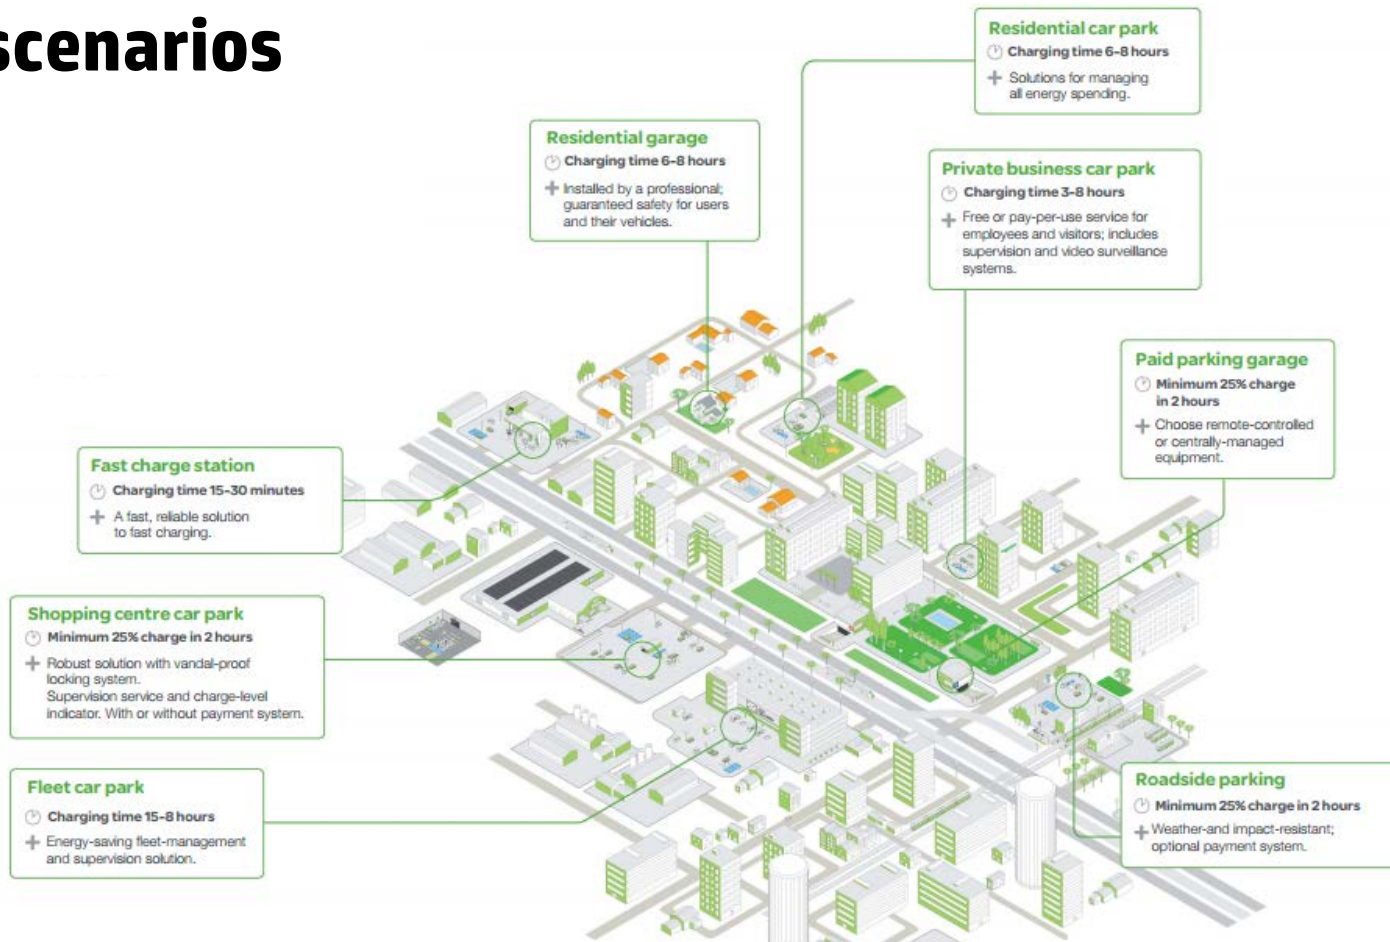 scenarios
Residential car park
Charging time 6-8 hours
Solutions for managing
all energy spending.
Residential garage
Charging time 6-8 hours
Installed by a professional;
guaranteed safety for users
and their vehicles.
Private business car park
Charging time 3-8 hours
Free or pay-per-use service for
employees and visitors; includes
supervision and video surveillance
systems.
Paid parking garage
Minimum 25% charge
in 2 hours
Choose remote-controlled
or centrally-managed
equipment.
Fast charge station
Charging time 15-30 minutes
A fast, reliable solution
to fast charging.
Shopping centre car park
Minimum 25% charge in 2 hours
Robust solution with vandal-proof
locking system.
Supervision service and charge-level
indicator. With or without payment system.
Fleet car park
Charging time 15-8 hours
Energy-saving fleet-management
and supervision solution.
Roadside parking
Minimum 25% charge in 2 hours
Weather-and impact-resistant;
optional payment system.